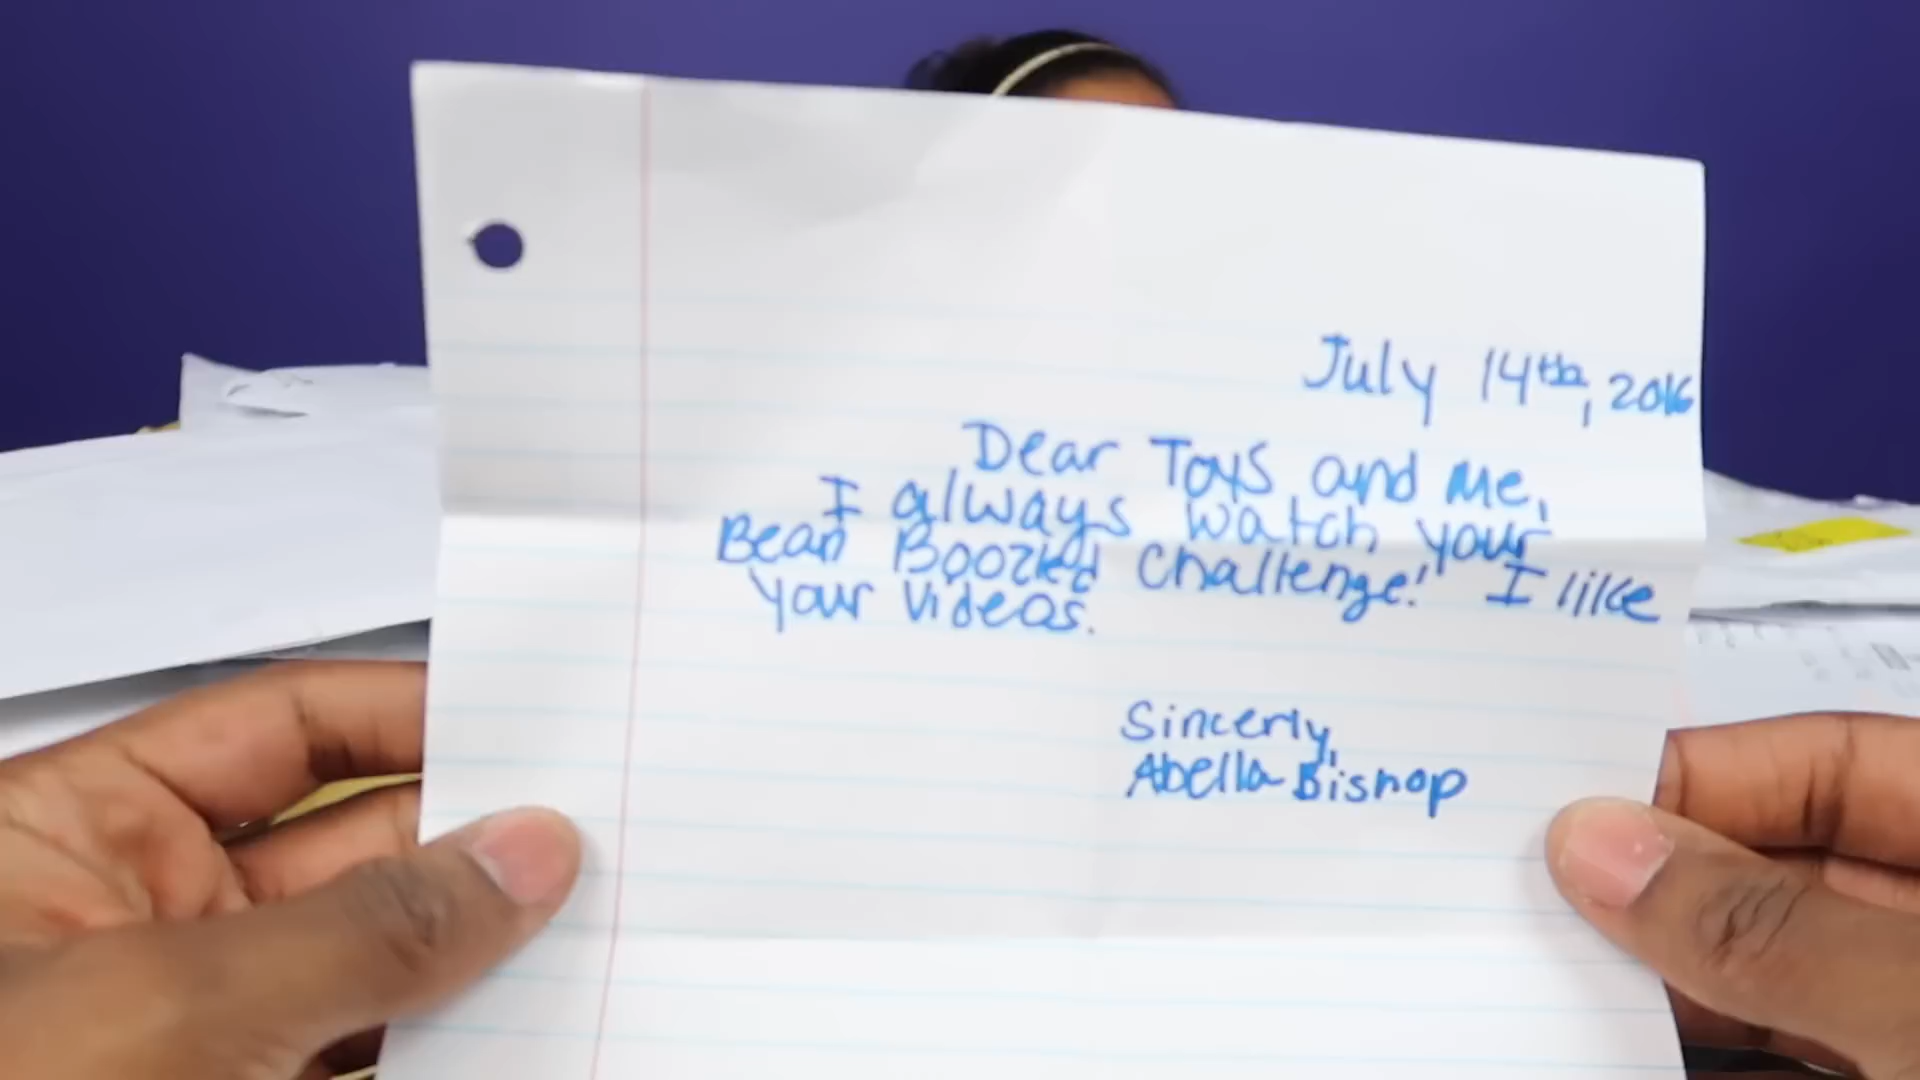 July 14th, 2016
Dear Toys and Me,
I always watch your
Bean Boozled Challenge! I like
your videos.
Sincerly,
Abella Bishop